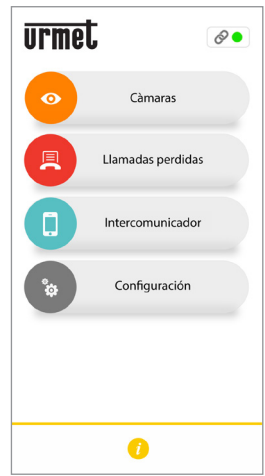 urmet
Càmaras
Llamadas perdidas
Intercomunicador
Configuración
i